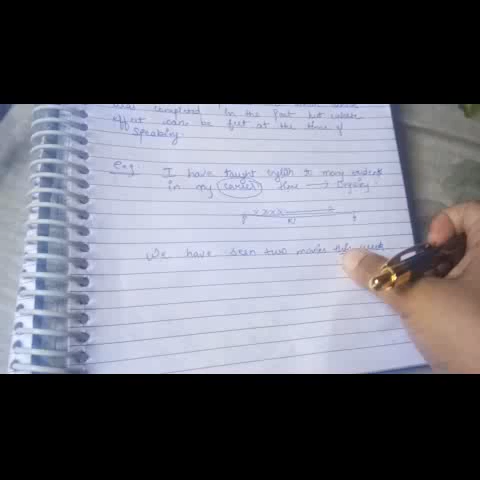 completed in the Past but whose
effect can be felt at the time of
Speaking.
e.g. I have taught English to many students
in my career. time → Ongoing
P x x x x
We have seen two movies this week